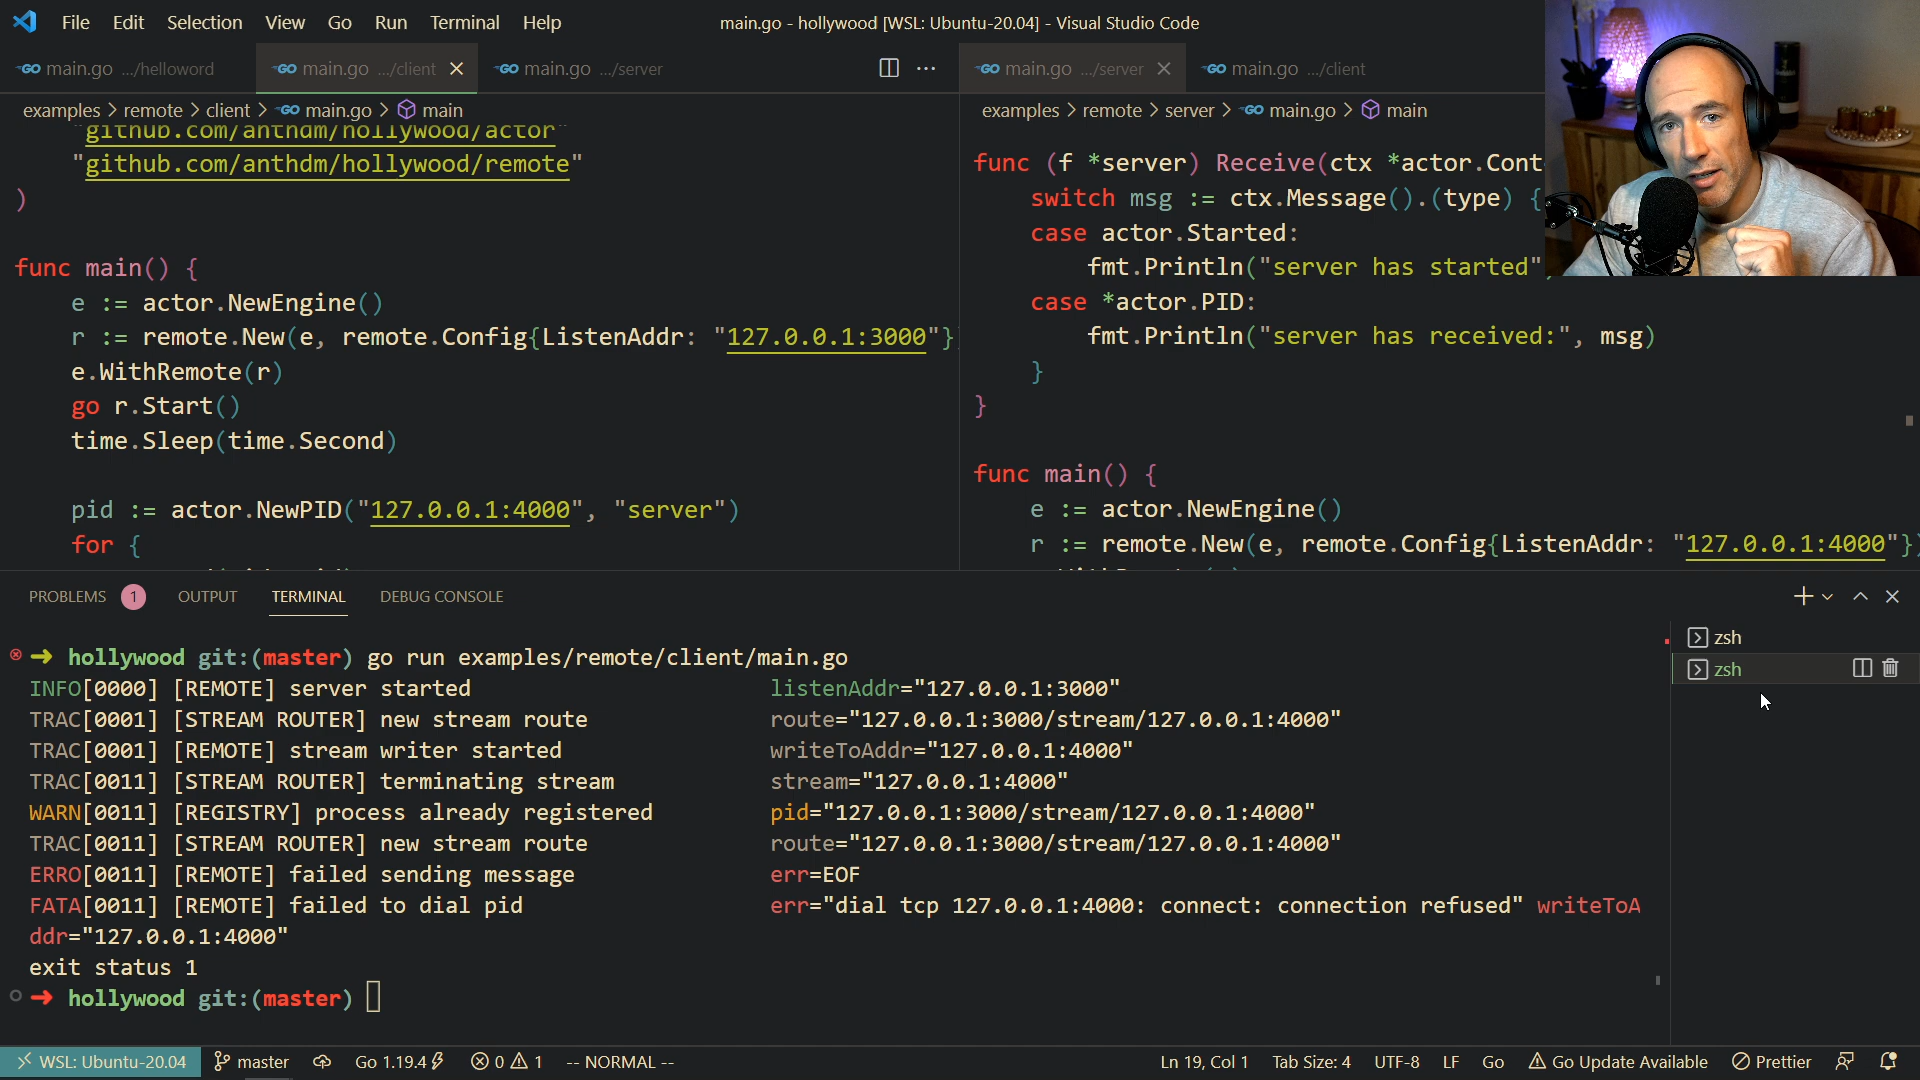 File Edit Selection View Go Run Terminal Help
main.go - hollywood [WSL: Ubuntu-20.04] - Visual Studio Code
main.go .../helloword
main.go .../client
main.go .../server
main.go .../server
main.go .../client
examples > remote > client > main.go > main
"github.com/anthdm/hollywood/actor"
"github.com/anthdm/hollywood/remote"
)
func main() {
e := actor.NewEngine()
r := remote.New(e, remote.Config{ListenAddr: "127.0.0.1:3000"})
e.WithRemote(r)
go r.Start()
time.Sleep(time.Second)
pid := actor.NewPID("127.0.0.1:4000", "server")
for {
examples > remote > server > main.go > main
func (f *server) Receive(ctx *actor.Cont
switch msg := ctx.Message().(type) {
case actor.Started:
fmt.Println("server has started"
case *actor.PID:
fmt.Println("server has received:", msg)
}
}
func main() {
e := actor.NewEngine()
r := remote.New(e, remote.Config{ListenAddr: "127.0.0.1:4000"})
PROBLEMS 1 OUTPUT TERMINAL DEBUG CONSOLE
zsh
zsh
➜ hollywood git:(master) go run examples/remote/client/main.go
INFO[0000] [REMOTE] server started listenAddr="127.0.0.1:3000"
TRAC[0001] [STREAM ROUTER] new stream route route="127.0.0.1:3000/stream/127.0.0.1:4000"
TRAC[0001] [REMOTE] stream writer started writeToAddr="127.0.0.1:4000"
TRAC[0011] [STREAM ROUTER] terminating stream stream="127.0.0.1:4000"
WARN[0011] [REGISTRY] process already registered pid="127.0.0.1:3000/stream/127.0.0.1:4000"
TRAC[0011] [STREAM ROUTER] new stream route route="127.0.0.1:3000/stream/127.0.0.1:4000"
ERRO[0011] [REMOTE] failed sending message err=EOF
FATA[0011] [REMOTE] failed to dial pid err="dial tcp 127.0.0.1:4000: connect: connection refused" writeToA
ddr="127.0.0.1:4000"
exit status 1
➜ hollywood git:(master)
WSL: Ubuntu-20.04 master Go 1.19.4 0 1 -- NORMAL -- Ln 19, Col 1 Tab Size: 4 UTF-8 LF Go Go Update Available Prettier